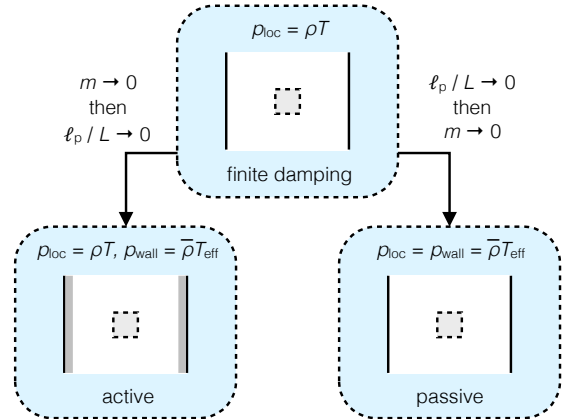 p_loc = ρT
finite damping
m → 0
then
ℓ_p / L → 0
ℓ_p / L → 0
then
m → 0
p_loc = ρT, p_wall = ρ̅T_eff
active
p_loc = p_wall = ρ̅T_eff
passive